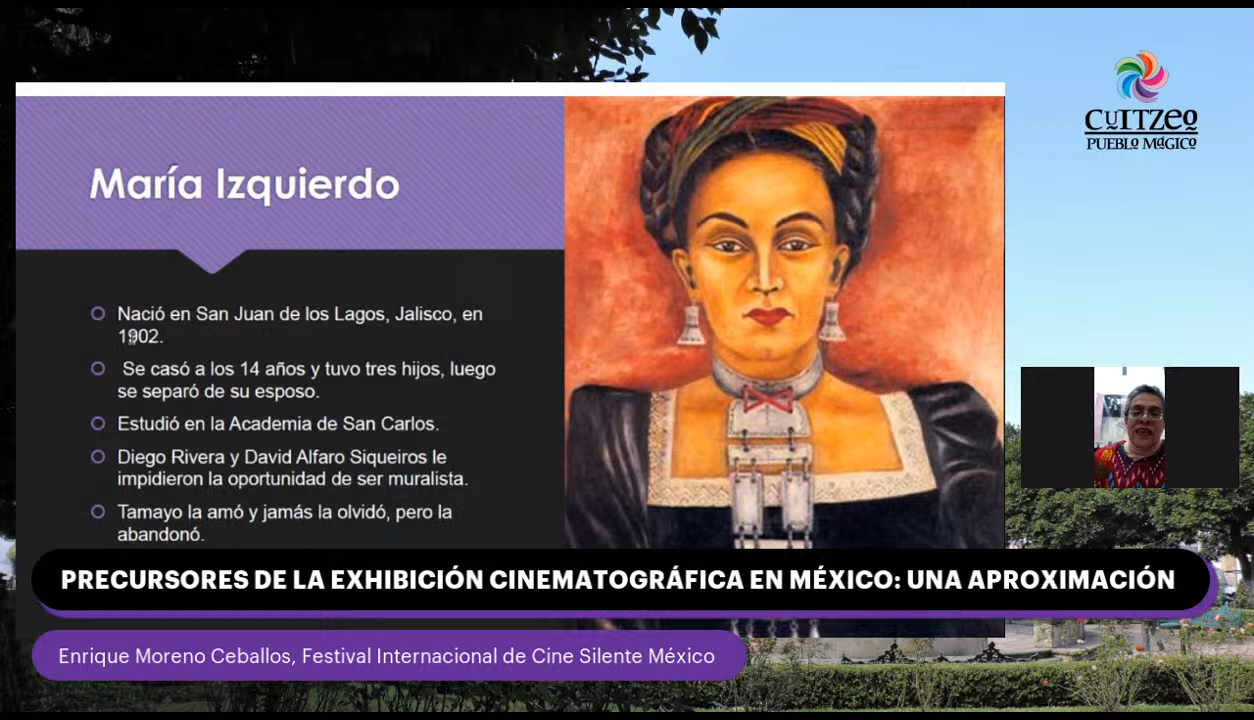 María Izquierdo
Nació en San Juan de los Lagos, Jalisco, en
1902.
Se casó a los 14 años y tuvo tres hijos, luego
se separó de su esposo.
Estudió en la Academia de San Carlos.
Diego Rivera y David Alfaro Siqueiros le
impidieron la oportunidad de ser muralista.
Tamayo la amó y jamás la olvidó, pero la
abandonó.
CUITZEO
PUEBLO MÁGICO
PRECURSORES DE LA EXHIBICIÓN CINEMATOGRÁFICA EN MÉXICO: UNA APROXIMACIÓN
Enrique Moreno Ceballos, Festival Internacional de Cine Silente México